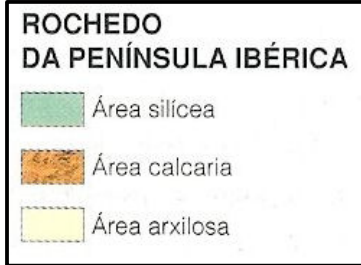 ROCHEDO
DA PENÍNSULA IBÉRICA
Área silícea
Área calcaria
Área arxilosa